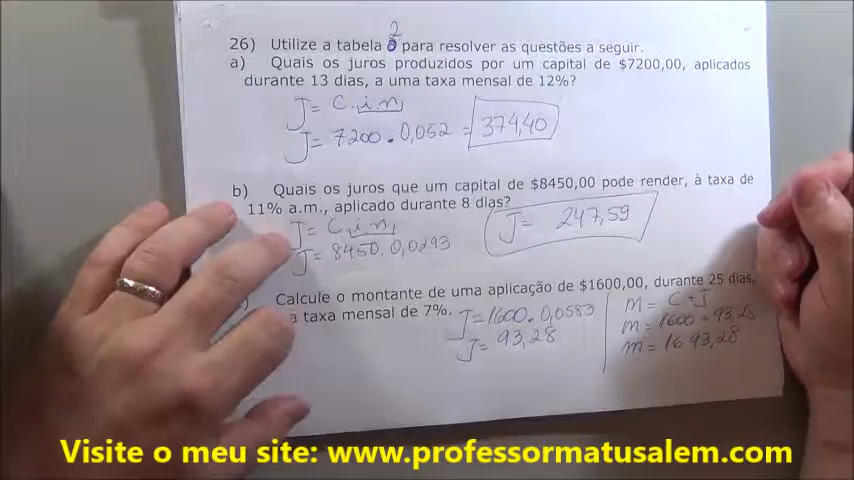 2
26) Utilize a tabela para resolver as questões a seguir.
a) Quais os juros produzidos por um capital de $7200,00, aplicados
durante 13 dias, a uma taxa mensal de 12%?
J= C.i.n
J= 7200.0,052 = 374,40
b) Quais os juros que um capital de $8450,00 pode render, à taxa de
11% a.m., aplicado durante 8 dias?
J= C.i.n
J= 8450.0,0293
J= 247,59
) Calcule o montante de uma aplicação de $1600,00, durante 25 dias,
a taxa mensal de 7%.
J=1600.0,0583
J= 93,28
m= C+J
m= 1600+93,28
m= 1693,28
Visite o meu site: www.professormatusalem.com